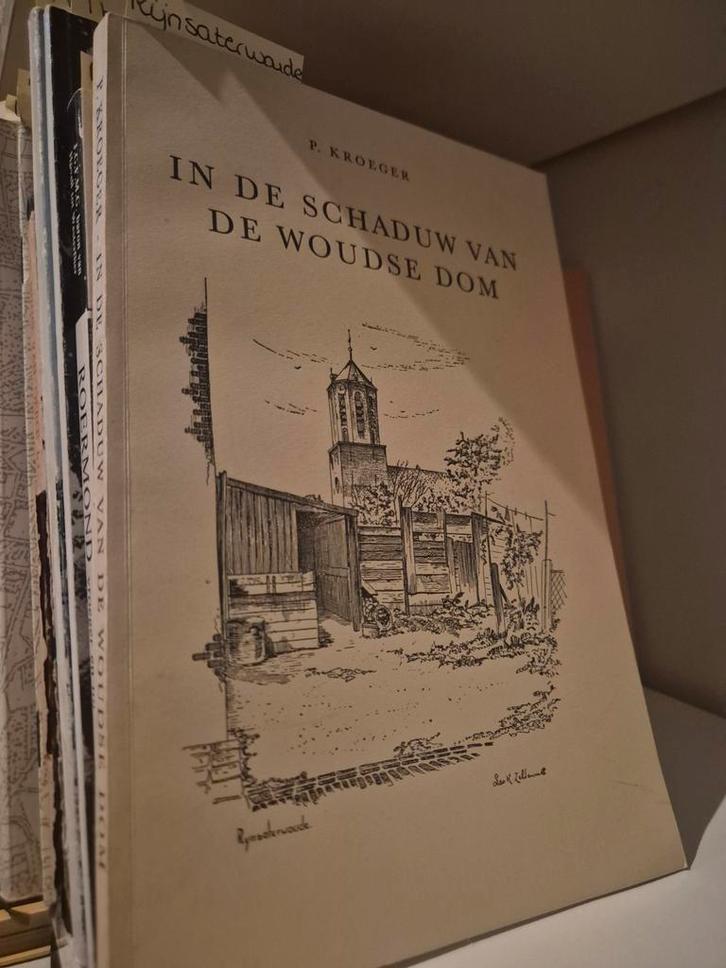 Rijnsaterwoude
P. KROEGER
IN DE SCHADUW VAN
DE WOUDSE DOM
Rijnsaterwoude
P. KROEGER - IN DE SCHADUW VAN DE WOUDSE DOM
ROERMOND